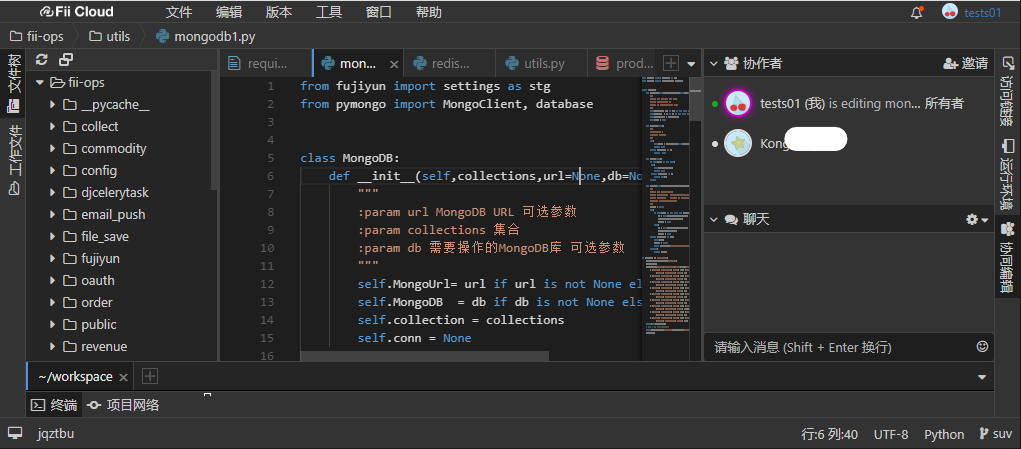 Fii Cloud 文件 编辑 版本 工具 窗口 帮助 tests01
fii-ops utils mongodb1.py
文件树
工作文件
fii-ops
__pycache__
collect
commodity
config
djcelerytask
email_push
file_save
fujiyun
oauth
order
public
revenue
requi... mon... redis... utils.py prod...
1 from fujiyun import settings as stg
2 from pymongo import MongoClient, database
3
4
5 class MongoDB:
6 def __init__(self,collections,url=None,db=No
7 """
8 :param url MongoDB URL 可选参数
9 :param collections 集合
10 :param db 需要操作的MongoDB库 可选参数
11 """
12 self.MongoUrl= url if url is not None el
13 self.MongoDB  = db if db is not None els
14 self.collection = collections
15 self.conn = None
16
协作者 邀请
tests01 (我) is editing mon... 所有者
Kong
聊天
请输入消息 (Shift + Enter 换行)
访问链接
运行环境
协同编辑
~/workspace
终端 项目网络
jqztbu 行:6 列:40 UTF-8 Python suv